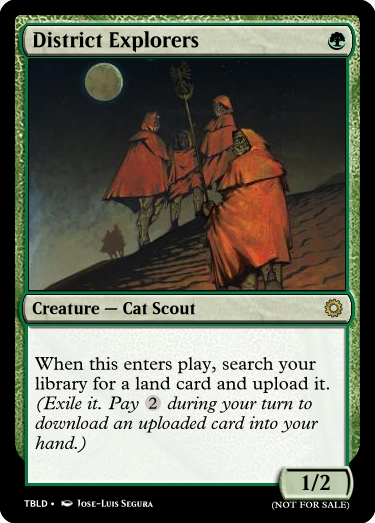 District Explorers
Creature — Cat Scout
When this enters play, search your
library for a land card and upload it.
(Exile it. Pay 2 during your turn to
download an uploaded card into your
hand.)
1/2
TBLD • Jose-Luis Segura
(NOT FOR SALE)